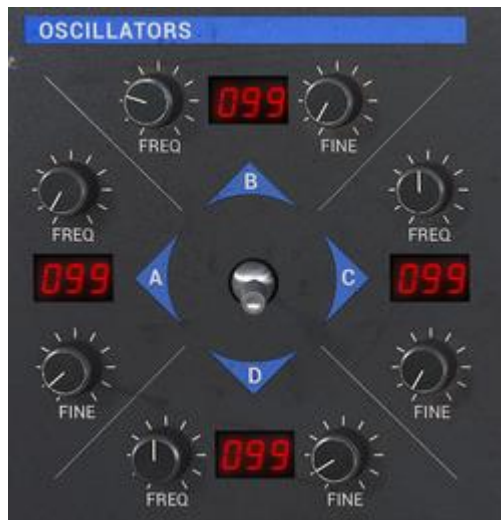 OSCILLATORS
099
FREQ
FINE
B
FREQ
FREQ
099
A
C
099
FINE
D
FINE
099
FREQ
FINE